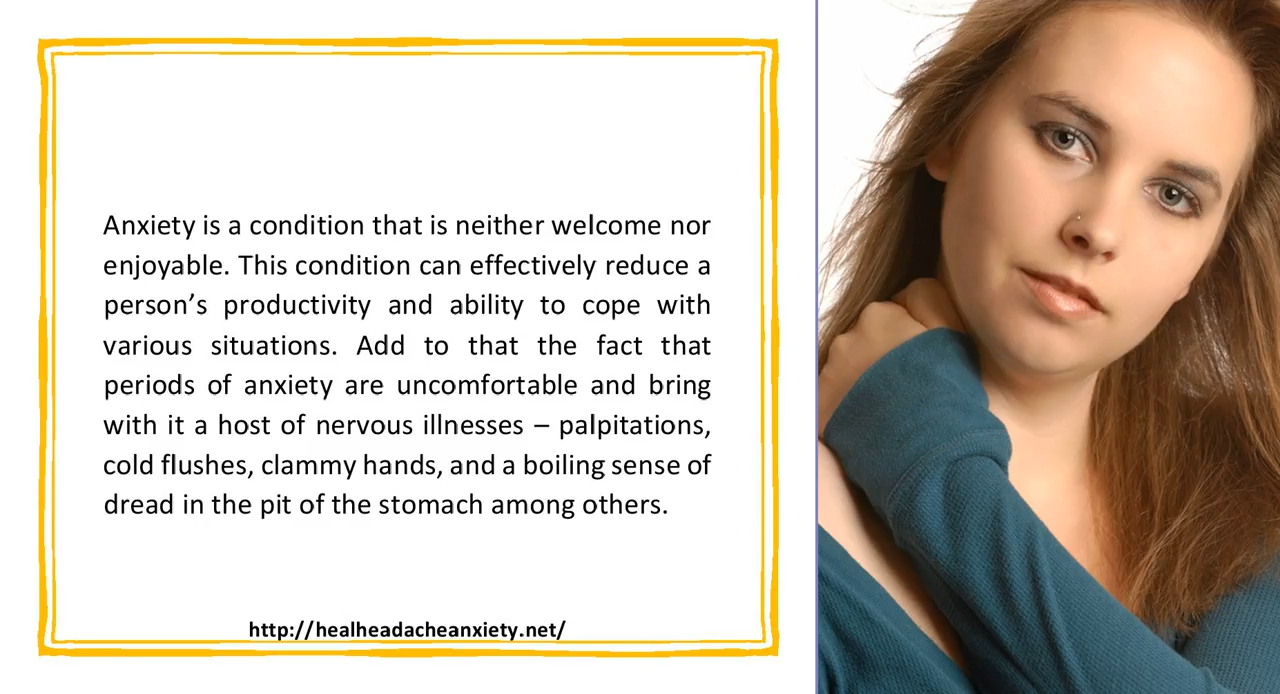 Anxiety is a condition that is neither welcome nor
enjoyable. This condition can effectively reduce a
person’s productivity and ability to cope with
various situations. Add to that the fact that
periods of anxiety are uncomfortable and bring
with it a host of nervous illnesses – palpitations,
cold flushes, clammy hands, and a boiling sense of
dread in the pit of the stomach among others.
http://healheadacheanxiety.net/